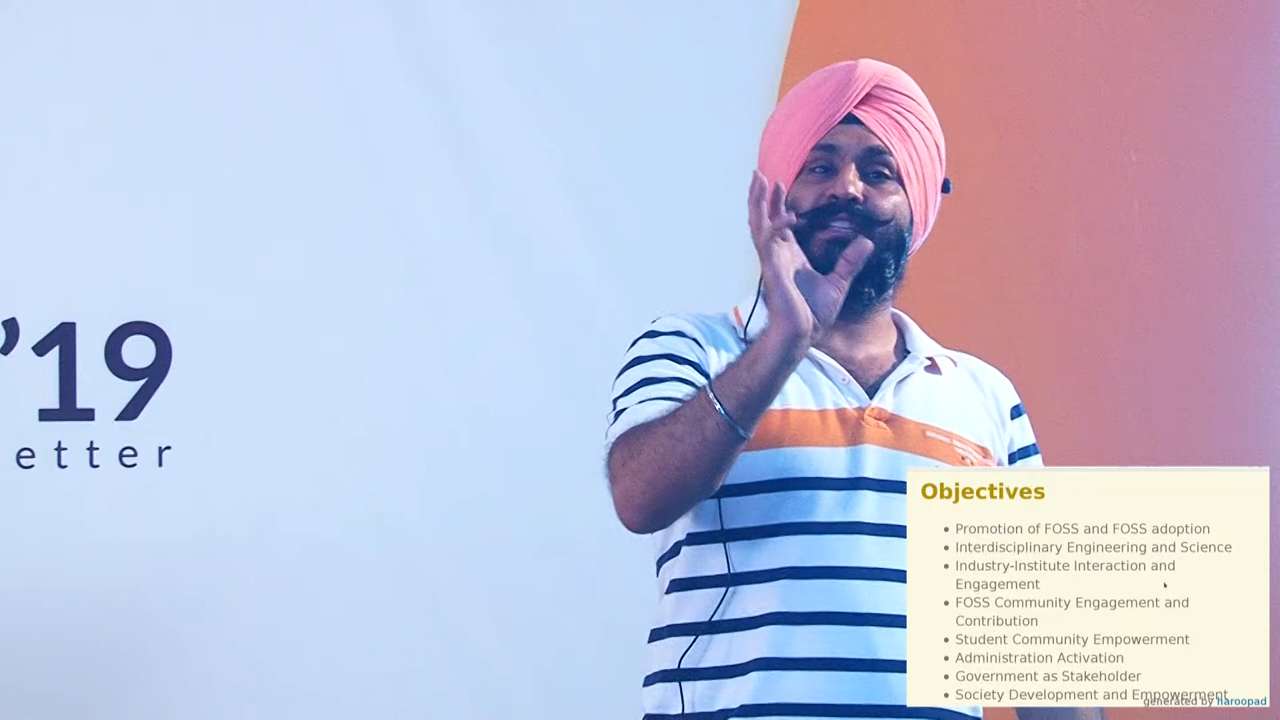 ’19
etter
Objectives
Promotion of FOSS and FOSS adoption
Interdisciplinary Engineering and Science
Industry-Institute Interaction and
Engagement
FOSS Community Engagement and
Contribution
Student Community Empowerment
Administration Activation
Government as Stakeholder
Society Development and Empowerment
generated by haroopad